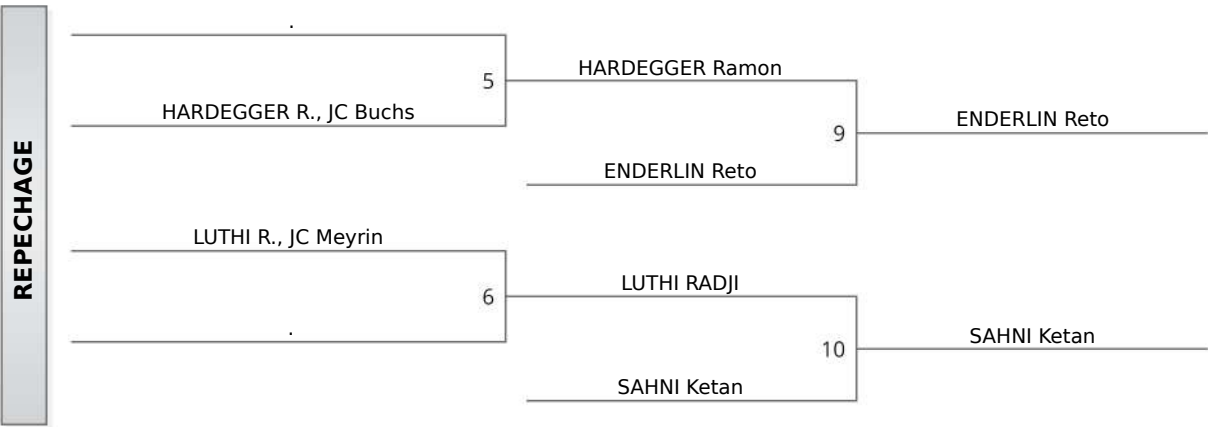 REPECHAGE
.
5
HARDEGGER R., JC Buchs
HARDEGGER Ramon
9
ENDERLIN Reto
ENDERLIN Reto
LUTHI R., JC Meyrin
6
.
LUTHI RADJI
10
SAHNI Ketan
SAHNI Ketan